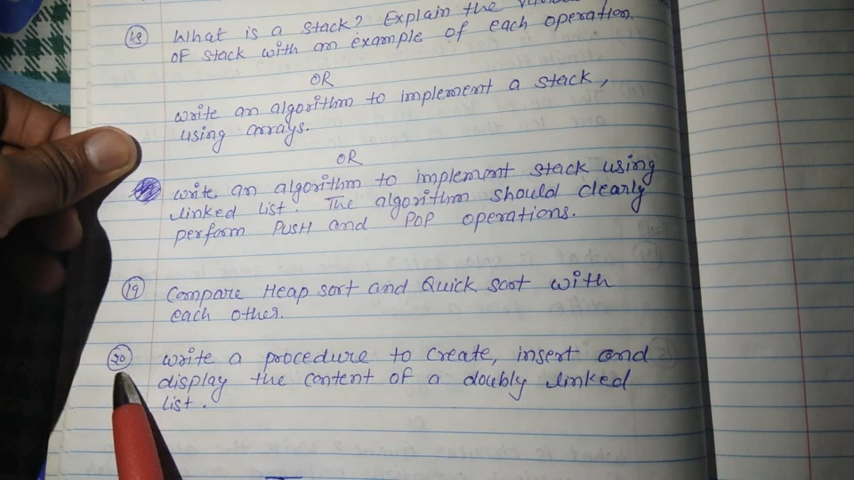 18 What is a stack? Explain the
of stack with an example of each operation.
OR
write an algorithm to implement a stack,
using arrays.
OR
write an algorithm to implement stack using
linked list. The algorithm should clearly
perform PUSH and POP operations.
19 Compare Heap sort and Quick sort with
each other.
20 write a procedure to create, insert and
display the content of a doubly linked
list.